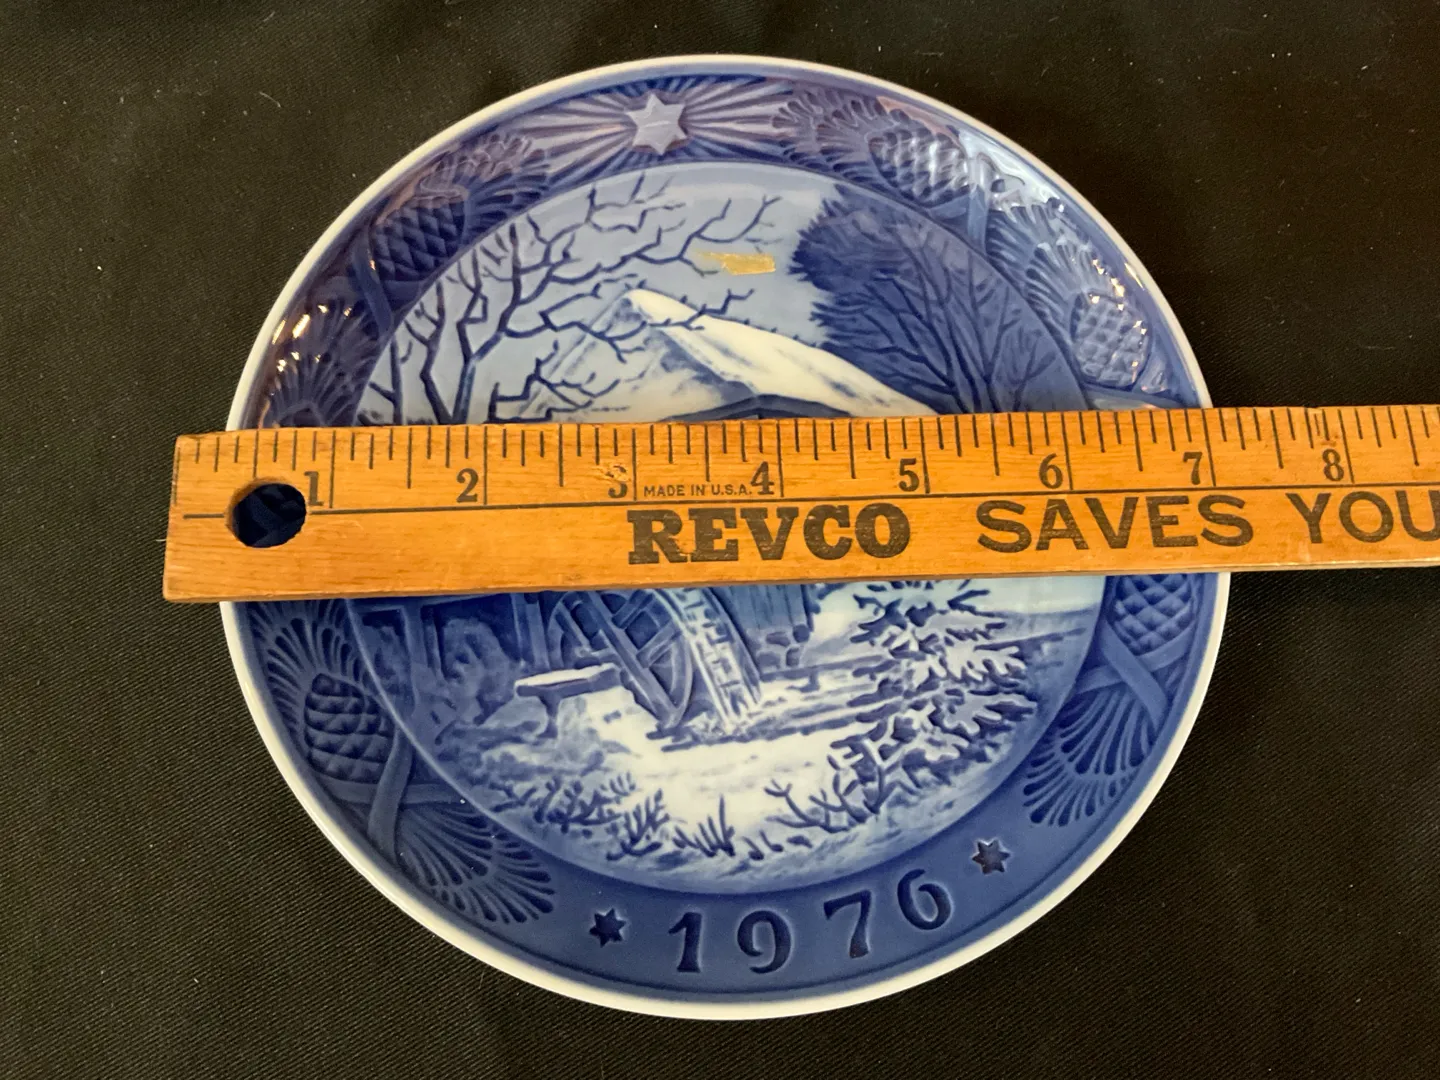 1 2 3 4 5 6 7 8
MADE IN U.S.A.
REVCO SAVES YOU
1976